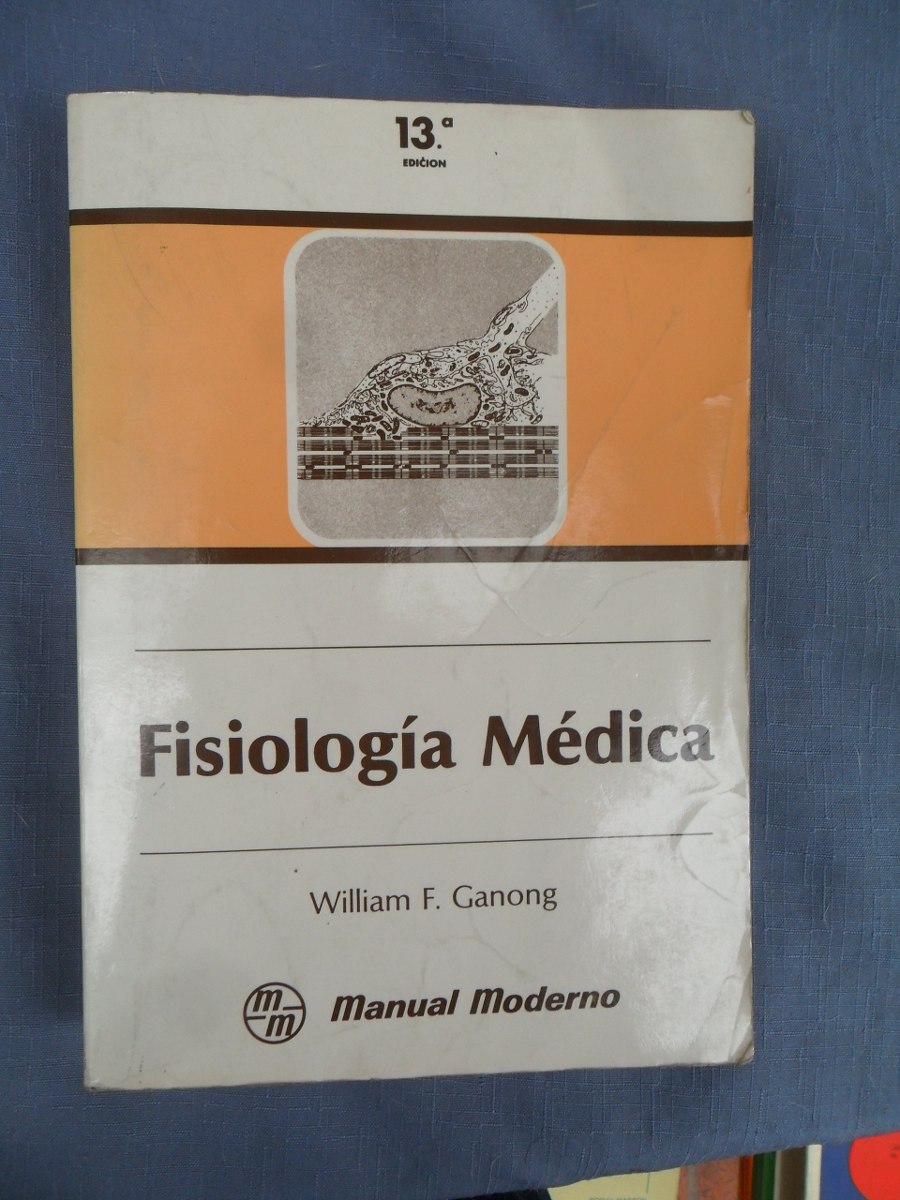 13.ª
EDICION
Fisiología Médica
William F. Ganong
mm Manual Moderno